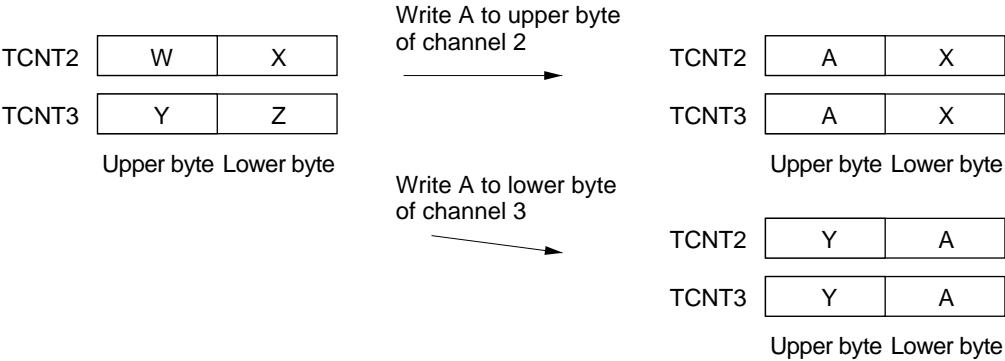 Write A to upper byte
of channel 2
TCNT2 W X
TCNT3 Y Z
Upper byte Lower byte
TCNT2 A X
TCNT3 A X
Upper byte Lower byte
Write A to lower byte
of channel 3
TCNT2 Y A
TCNT3 Y A
Upper byte Lower byte